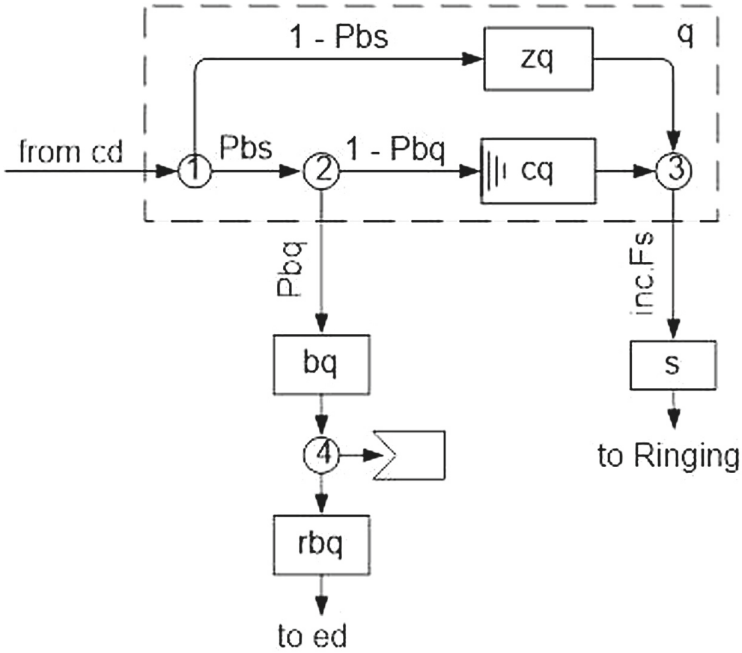 q
1 - Pbs
zq
from cd
1
Pbs
2
1 - Pbq
cq
3
Pbq
inc.Fs
bq
s
4
to Ringing
rbq
to ed